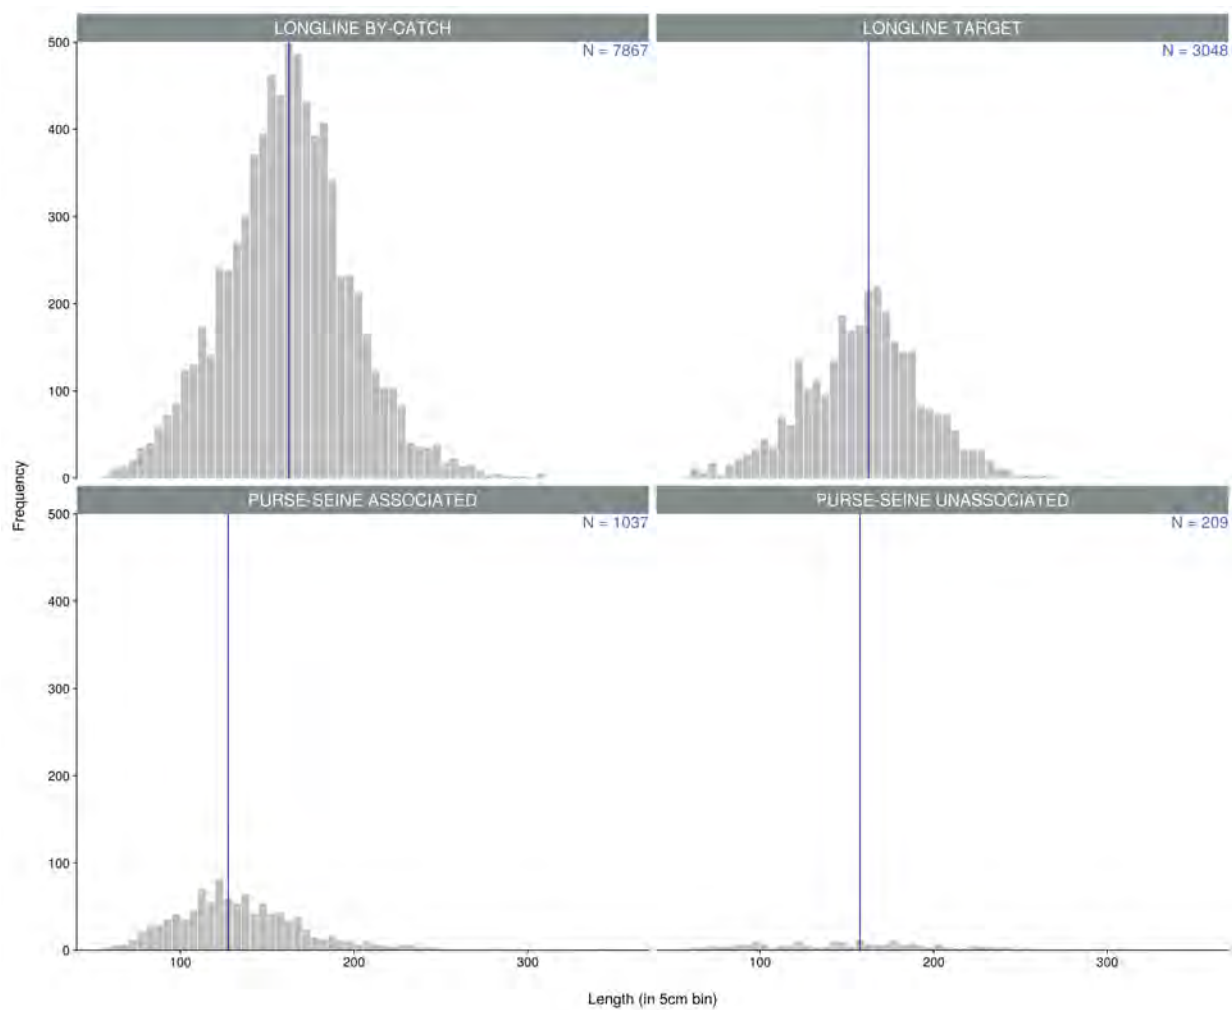 LONGLINE BY-CATCH
LONGLINE TARGET
N = 7867
N = 3048
500
400
300
200
100
0
PURSE-SEINE ASSOCIATED
PURSE-SEINE UNASSOCIATED
N = 1037
N = 209
500
400
300
200
100
0
Frequency
100 200 300
100 200 300
Length (in 5cm bin)